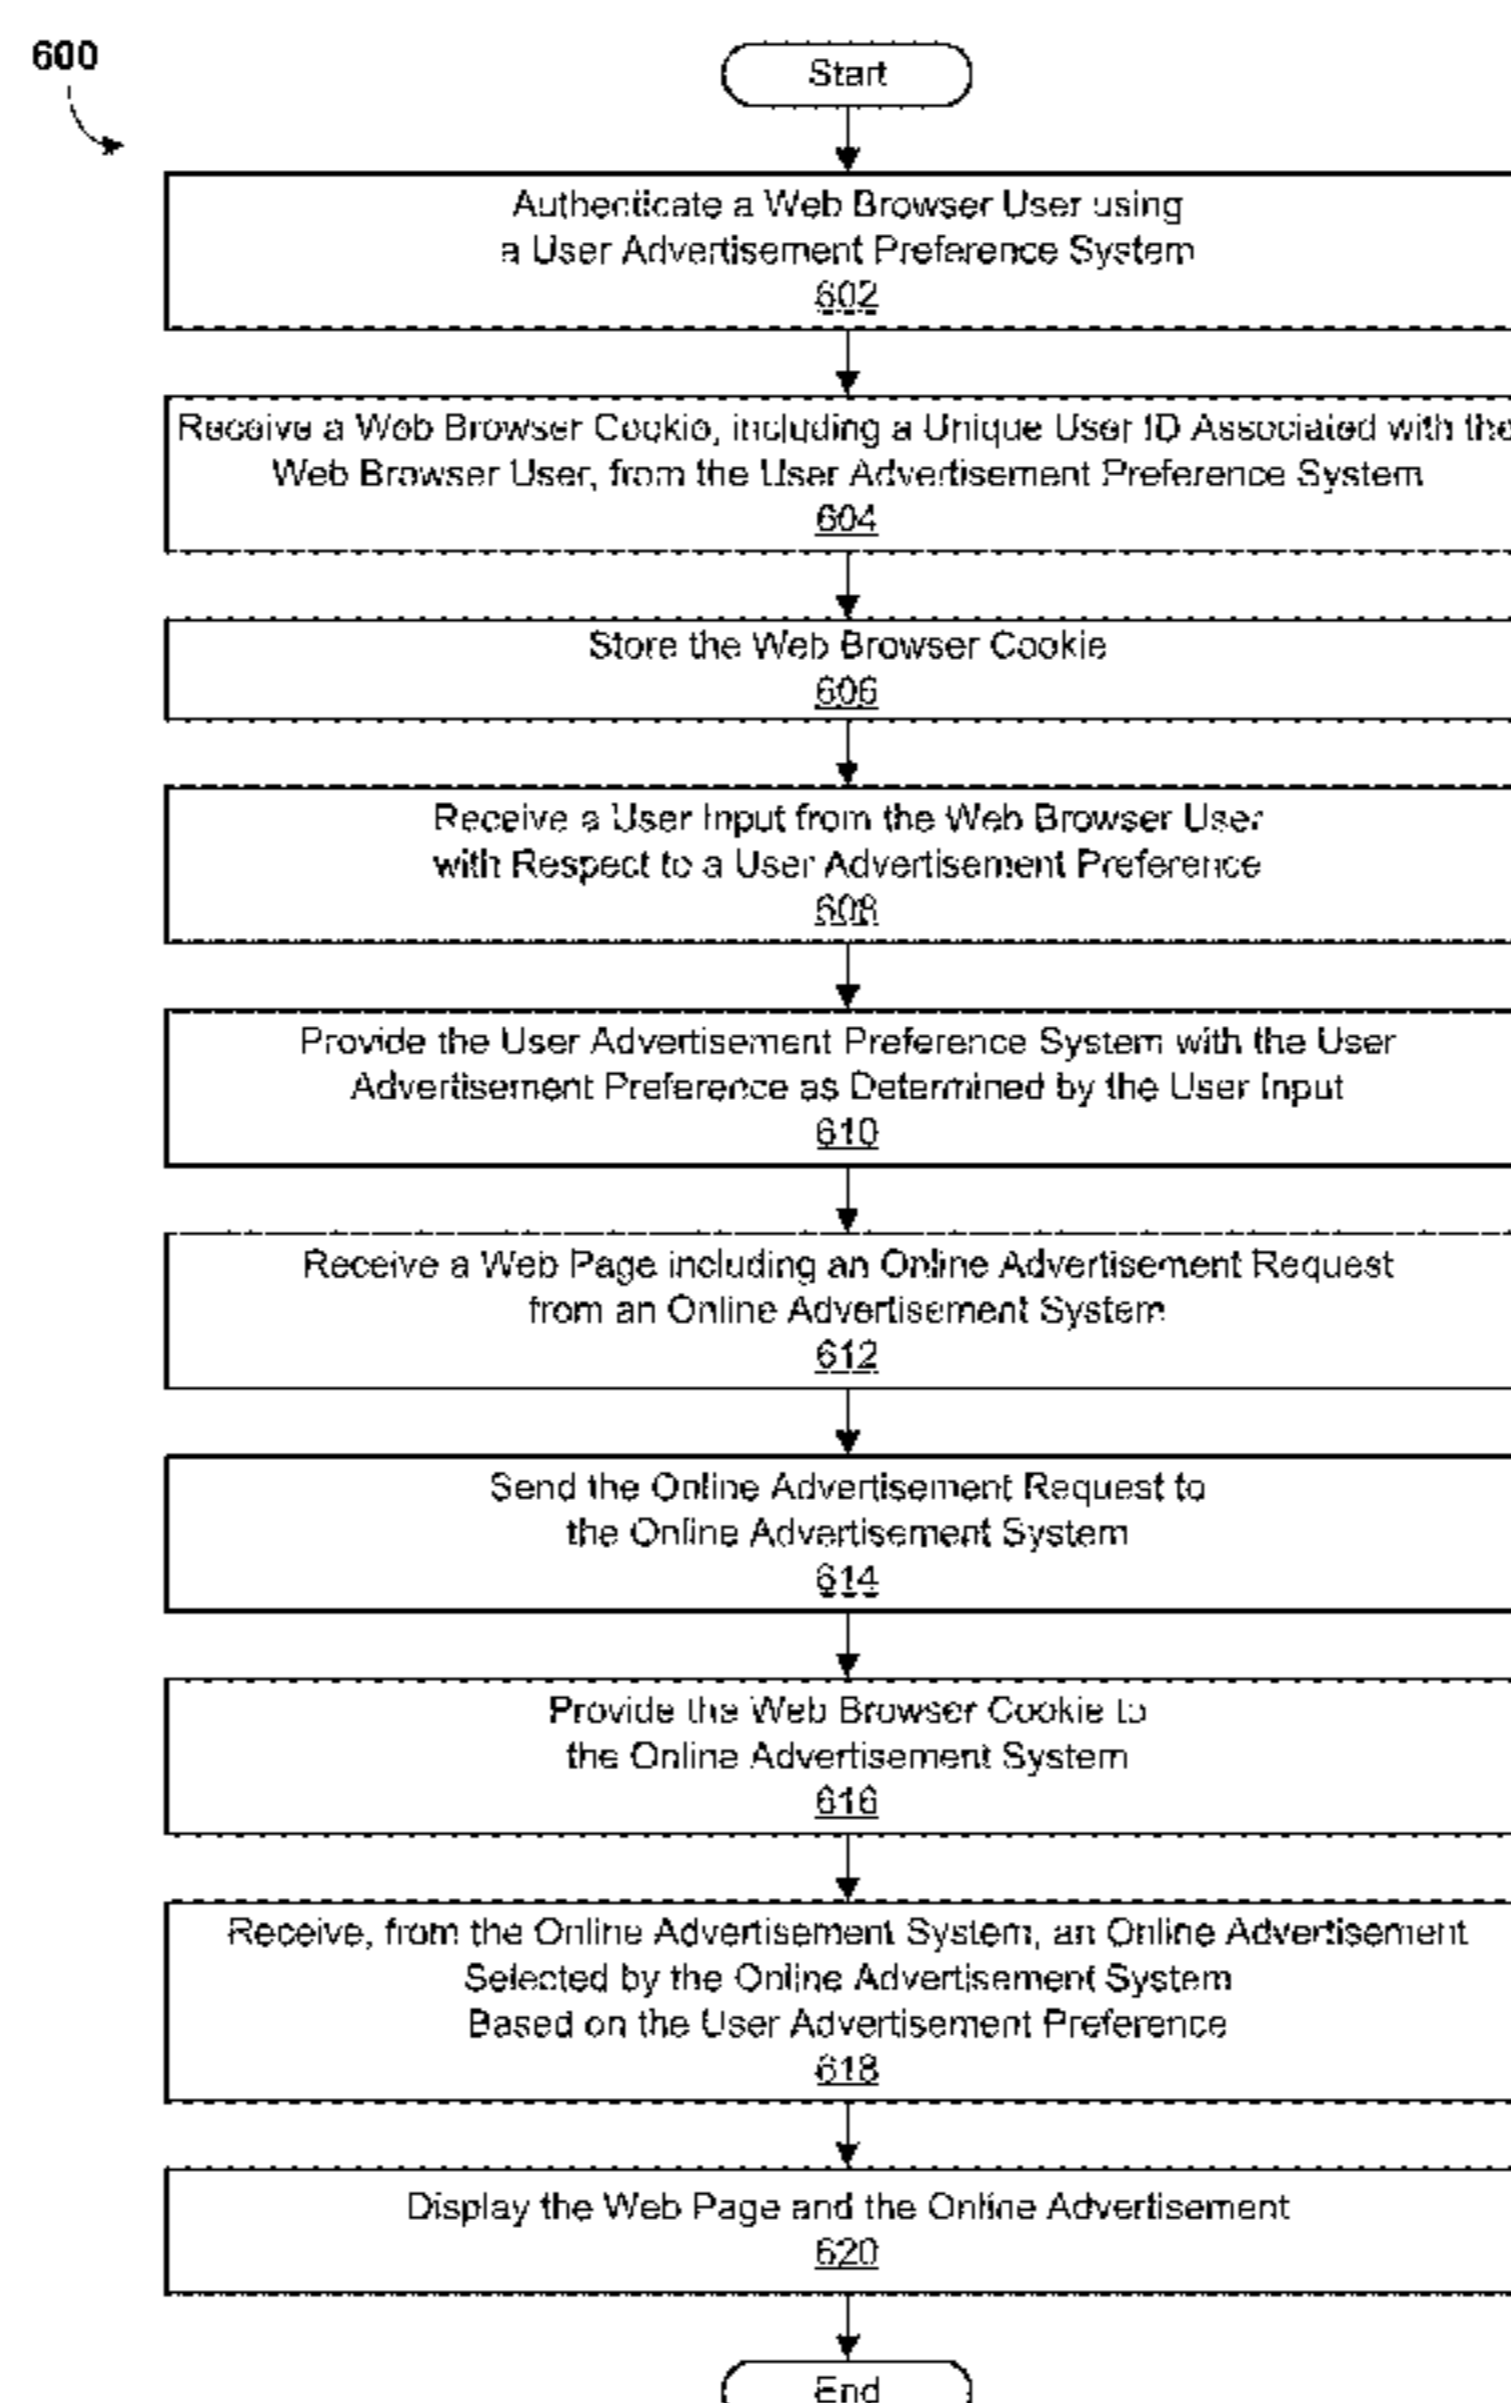 600
Start
Authenticate a Web Browser User using
a User Advertisement Preference System
602
Receive a Web Browser Cookie, including a Unique User ID Associated with the
Web Browser User, from the User Advertisement Preference System
604
Store the Web Browser Cookie
606
Receive a User Input from the Web Browser User
with Respect to a User Advertisement Preference
608
Provide the User Advertisement Preference System with the User
Advertisement Preference as Determined by the User Input
610
Receive a Web Page including an Online Advertisement Request
from an Online Advertisement System
612
Send the Online Advertisement Request to
the Online Advertisement System
614
Provide the Web Browser Cookie to
the Online Advertisement System
616
Receive, from the Online Advertisement System, an Online Advertisement
Selected by the Online Advertisement System
Based on the User Advertisement Preference
618
Display the Web Page and the Online Advertisement
620
End